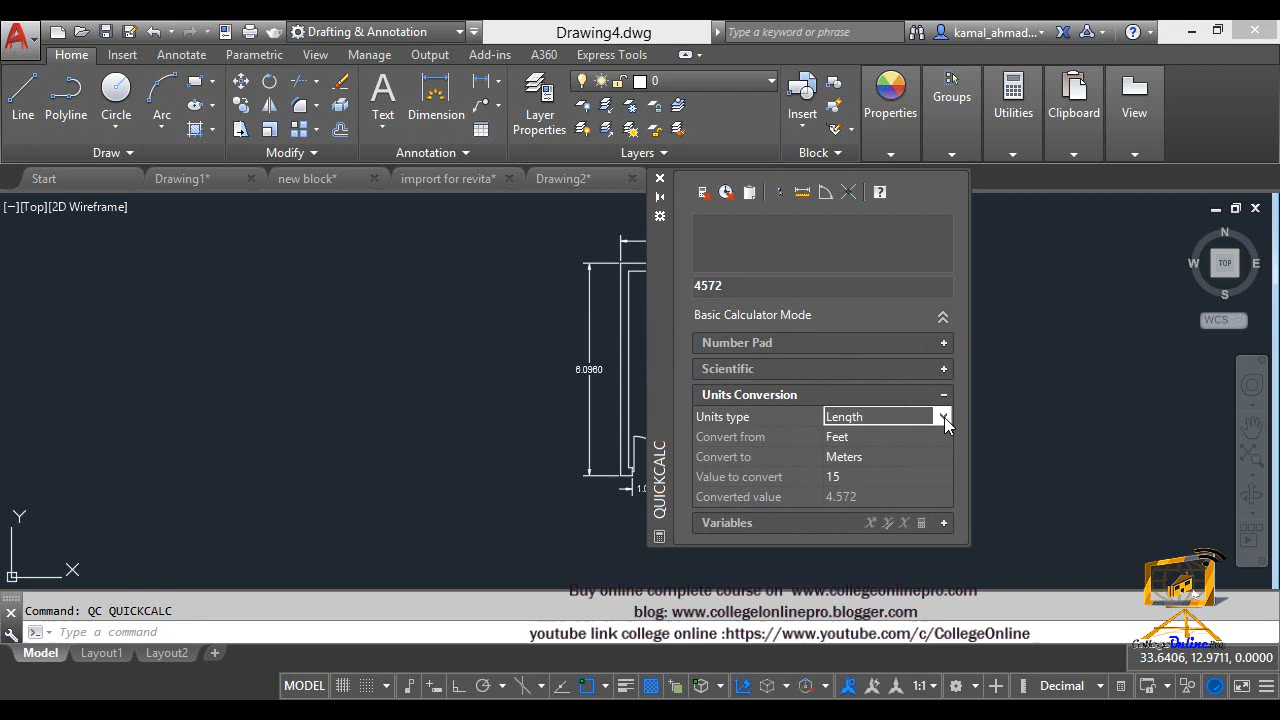 A
Drafting & Annotation
Drawing4.dwg
Type a keyword or phrase
kamal_ahmad...
Home Insert Annotate Parametric View Manage Output Add-ins A360 Express Tools
0
Line Polyline Circle Arc
Text Dimension
Layer Properties
Insert
Properties Groups Utilities Clipboard View
Draw Modify Annotation Layers Block
Start Drawing1* new block* imprort for revita* Drawing2*
[−][Top][2D Wireframe]
N
W TOP E
S
WCS
6.0960
QUICKCALC
4572
Basic Calculator Mode
Number Pad
Scientific
Units Conversion
Units type Length
Convert from Feet
Convert to Meters
Value to convert 15
Converted value 4.572
Variables
Y
X
Buy online complete course on www.collegeonlinepro.com
Command: QC QUICKCALC
blog: www.collegelonlinepro.blogger.com
Type a command
youtube link college online :https://www.youtube.com/c/CollegeOnline
College Online Pro
Model Layout1 Layout2 +
33.6406, 12.9711, 0.0000
MODEL 1:1 Decimal